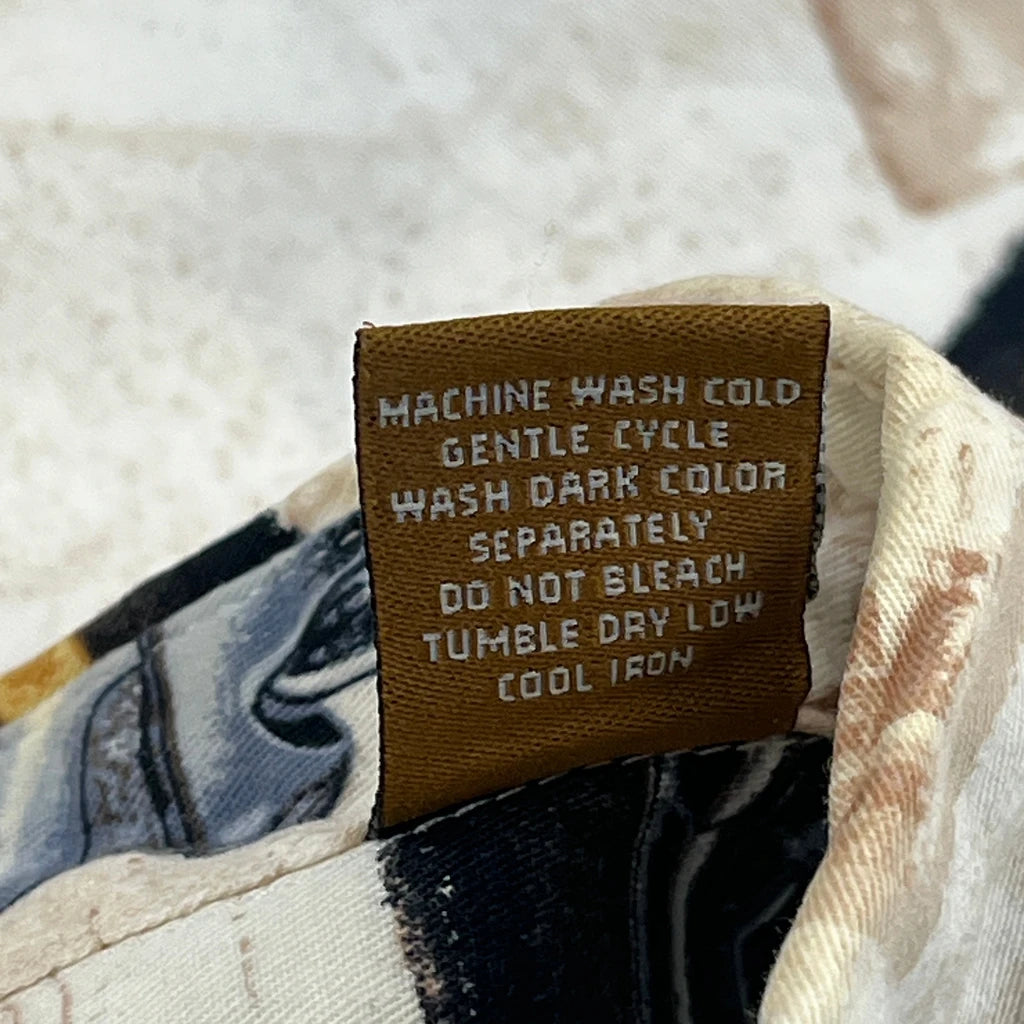 MACHINE WASH COLD
GENTLE CYCLE
WASH DARK COLOR
SEPARATELY
DO NOT BLEACH
TUMBLE DRY LOW
COOL IRON